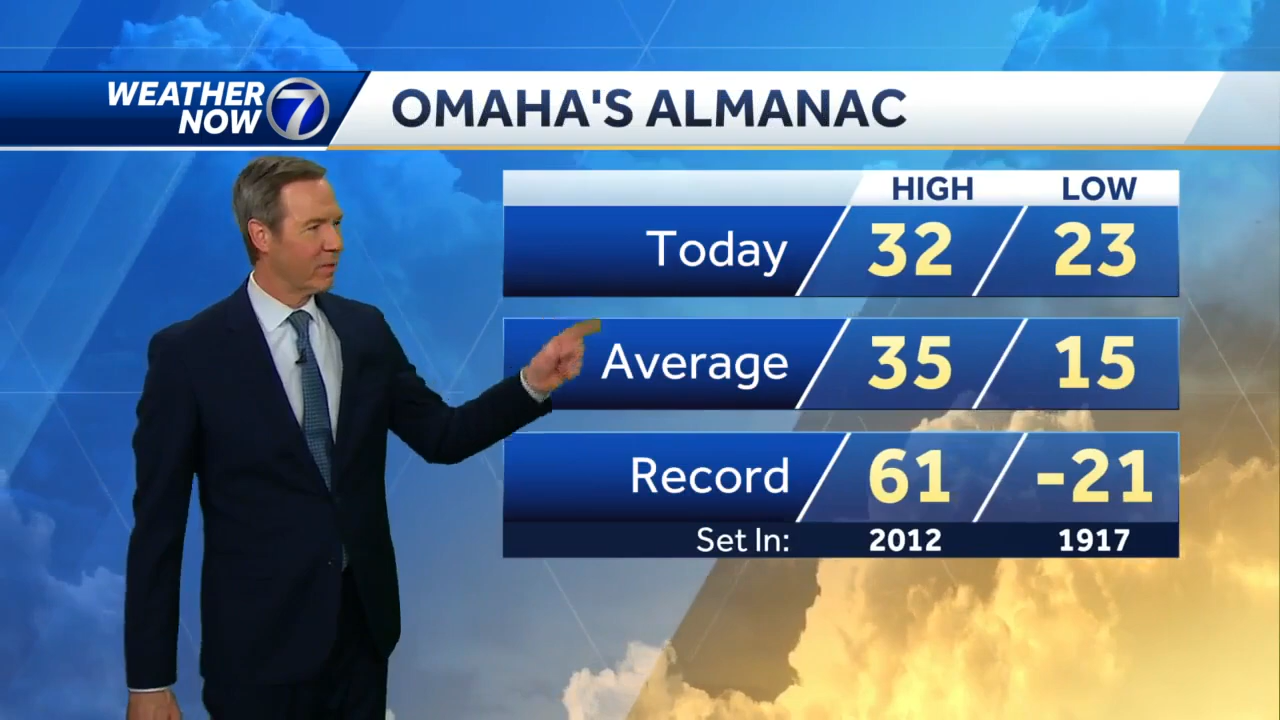 WEATHER
NOW 7
OMAHA'S ALMANAC
HIGH LOW
Today 32 23
Average 35 15
Record 61 -21
Set In: 2012 1917